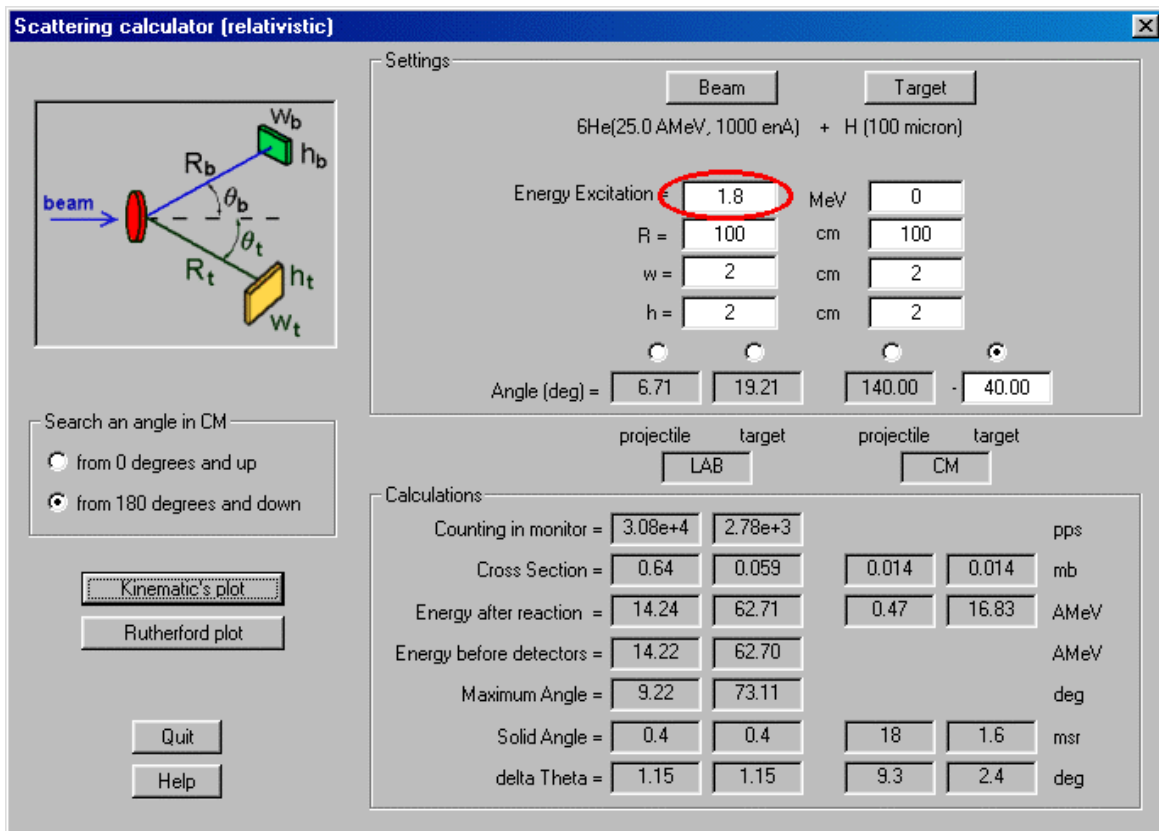 Scattering calculator (relativistic)
Settings
Beam Target
6He(25.0 AMeV, 1000 enA) + H (100 micron)
Wb
hb
Rb
beam
θb
θt
Rt
ht
Wt
Energy Excitation = 1.8 MeV 0
R = 100 cm 100
w = 2 cm 2
h = 2 cm 2
Angle (deg) = 6.71 19.21 140.00 - 40.00
projectile target projectile target
LAB CM
Search an angle in CM
from 0 degrees and up
from 180 degrees and down
Kinematic's plot
Rutherford plot
Quit
Help
Calculations
Counting in monitor = 3.08e+4 2.78e+3 pps
Cross Section = 0.64 0.059 0.014 0.014 mb
Energy after reaction = 14.24 62.71 0.47 16.83 AMeV
Energy before detectors = 14.22 62.70 AMeV
Maximum Angle = 9.22 73.11 deg
Solid Angle = 0.4 0.4 18 1.6 msr
delta Theta = 1.15 1.15 9.3 2.4 deg